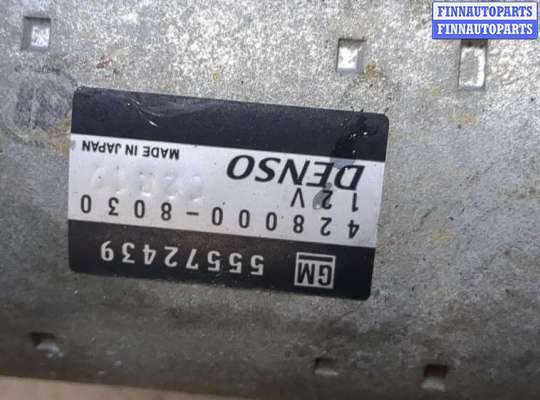 FINNAUTOPARTS
FINNAUTOPARTS
GM 55572439
428000-8030
12V
DENSO
MADE IN JAPAN